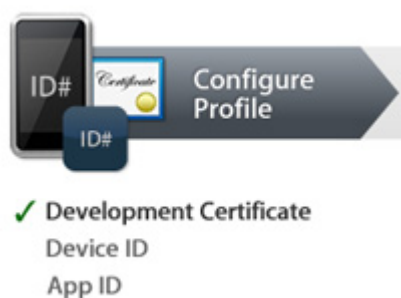 ID#
Certificate
ID#
Configure
Profile
Development Certificate
Device ID
App ID